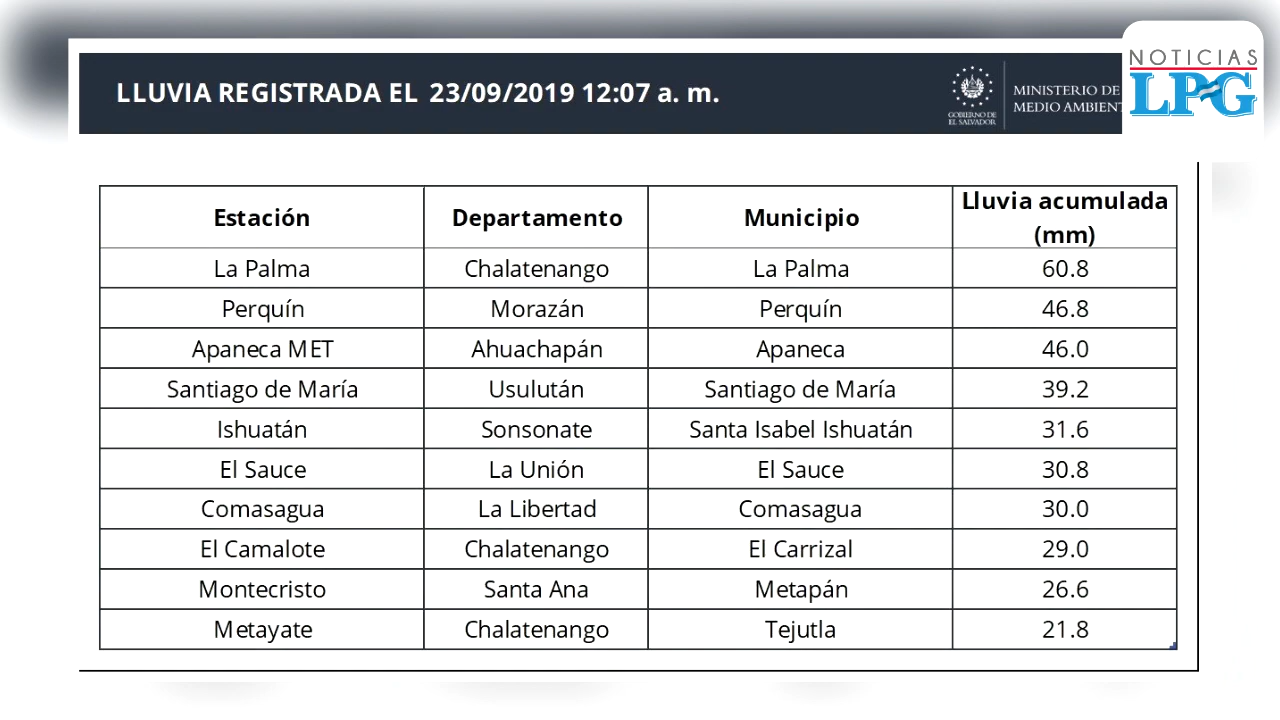 LLUVIA REGISTRADA EL 23/09/2019 12:07 a. m.
GOBIERNO DE
EL SALVADOR
MINISTERIO DE
MEDIO AMBIENT
NOTICIAS
LPG
Estación Departamento Municipio Lluvia acumulada (mm)
La Palma Chalatenango La Palma 60.8
Perquín Morazán Perquín 46.8
Apaneca MET Ahuachapán Apaneca 46.0
Santiago de María Usulután Santiago de María 39.2
Ishuatán Sonsonate Santa Isabel Ishuatán 31.6
El Sauce La Unión El Sauce 30.8
Comasagua La Libertad Comasagua 30.0
El Camalote Chalatenango El Carrizal 29.0
Montecristo Santa Ana Metapán 26.6
Metayate Chalatenango Tejutla 21.8